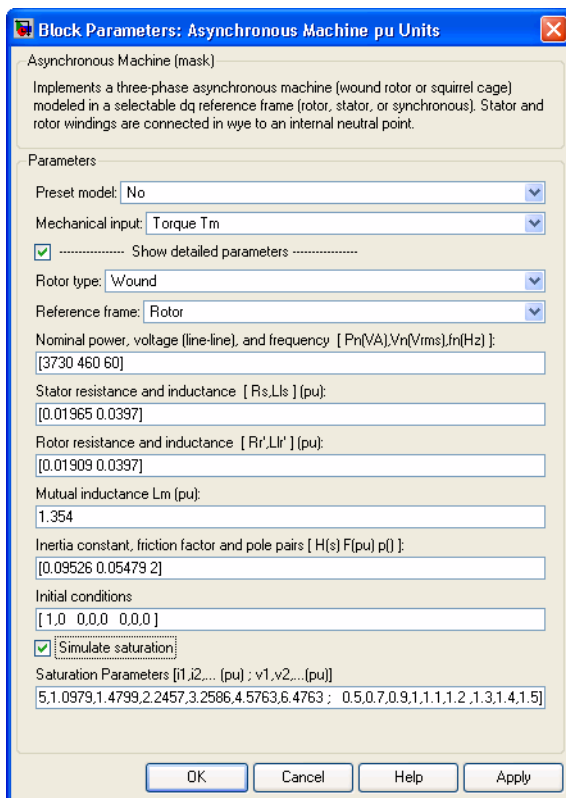 Block Parameters: Asynchronous Machine pu Units
Asynchronous Machine (mask)
Implements a three-phase asynchronous machine (wound rotor or squirrel cage)
modeled in a selectable dq reference frame (rotor, stator, or synchronous). Stator and
rotor windings are connected in wye to an internal neutral point.
Parameters
Preset model: No
Mechanical input: Torque Tm
---------------- Show detailed parameters ----------------
Rotor type: Wound
Reference frame: Rotor
Nominal power, voltage (line-line), and frequency [ Pn(VA),Vn(Vrms),fn(Hz) ]:
[3730 460 60]
Stator resistance and inductance [ Rs,Lls ] (pu):
[0.01965 0.0397]
Rotor resistance and inductance [ Rr',Llr' ] (pu):
[0.01909 0.0397]
Mutual inductance Lm (pu):
1.354
Inertia constant, friction factor and pole pairs [ H(s) F(pu) p() ]:
[0.09526 0.05479 2]
Initial conditions
[ 1,0 0,0,0 0,0,0 ]
Simulate saturation
Saturation Parameters [i1,i2,... (pu) ; v1,v2,...(pu)]
5,1.0979,1.4799,2.2457,3.2586,4.5763,6.4763 ; 0.5,0.7,0.9,1,1.1,1.2 ,1.3,1.4,1.5]
OK Cancel Help Apply